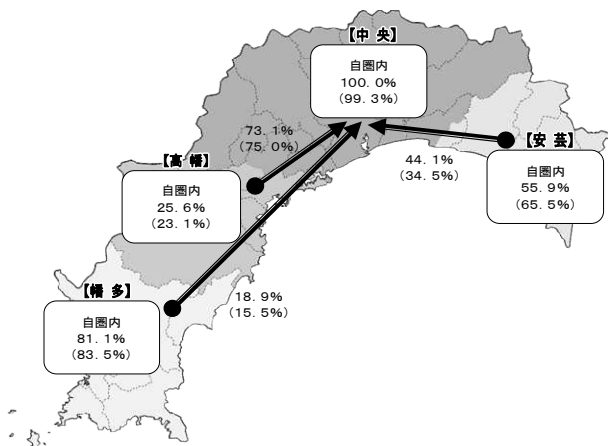 【中 央】
自圏内
100. 0%
(99. 3%)
73. 1%
(75. 0%)
【高 幡】
自圏内
25. 6%
(23. 1%)
44. 1%
(34. 5%)
【安 芸】
自圏内
55. 9%
(65. 5%)
18. 9%
(15. 5%)
【幡 多】
自圏内
81. 1%
(83. 5%)